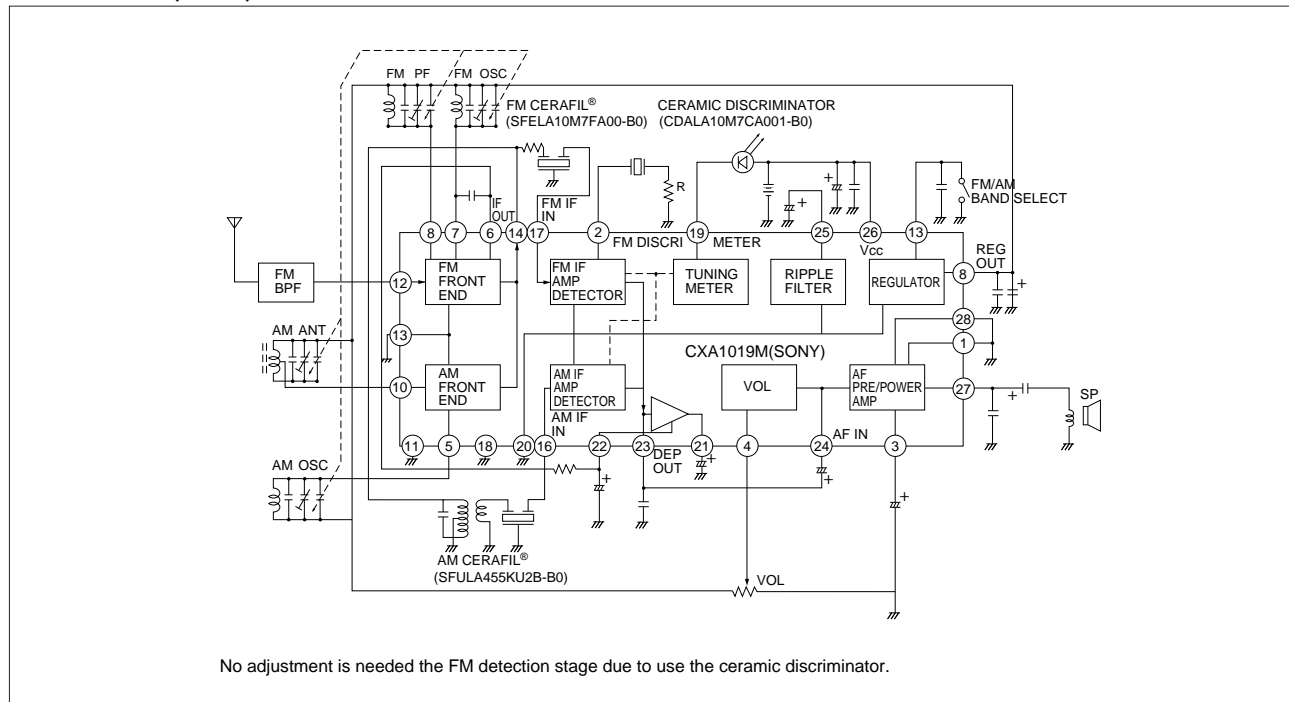 FM PF FM OSC
FM CERAFIL®
(SFELA10M7FA00-B0)
CERAMIC DISCRIMINATOR
(CDALA10M7CA001-B0)
R
FM/AM
BAND SELECT
IF
OUT
FM IF
IN
8 7 6 14 17 2 19 25 26 13
FM DISCRI METER
Vcc
REG
OUT
8
FM
BPF
12
FM
FRONT
END
FM IF
AMP
DETECTOR
TUNING
METER
RIPPLE
FILTER
REGULATOR
28
1
13
AM ANT
CXA1019M(SONY)
10
AM
FRONT
END
AM IF
AMP
DETECTOR
VOL
AF
PRE/POWER
AMP
27
SP
AM IF
IN
11 5 18 20 16 22 23 21 4 24 3
DEP
OUT
AF IN
AM OSC
AM CERAFIL®
(SFULA455KU2B-B0)
VOL
No adjustment is needed the FM detection stage due to use the ceramic discriminator.